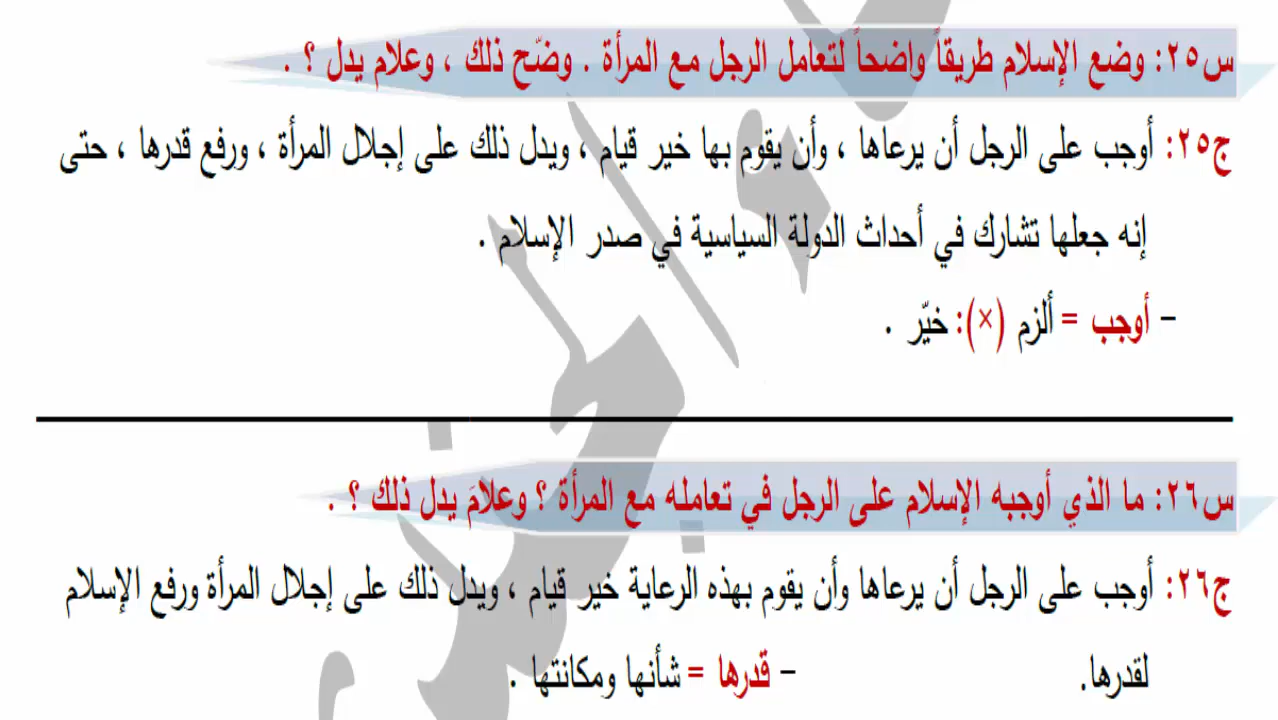 س٢٥: وضع الإسلام طريقاً واضحاً لتعامل الرجل مع المرأة . وضّح ذلك ، وعلام يدل ؟ .
ج٢٥: أوجب على الرجل أن يرعاها ، وأن يقوم بها خير قيام ، ويدل ذلك على إجلال المرأة ، ورفع قدرها ، حتى
إنه جعلها تشارك في أحداث الدولة السياسية في صدر الإسلام .
- أوجب = ألزم (×): خيّر .
س٢٦: ما الذي أوجبه الإسلام على الرجل في تعامله مع المرأة ؟ وعلامَ يدل ذلك ؟ .
ج٢٦: أوجب على الرجل أن يرعاها وأن يقوم بهذه الرعاية خير قيام ، ويدل ذلك على إجلال المرأة ورفع الإسلام
لقدرها. - قدرها = شأنها ومكانتها .